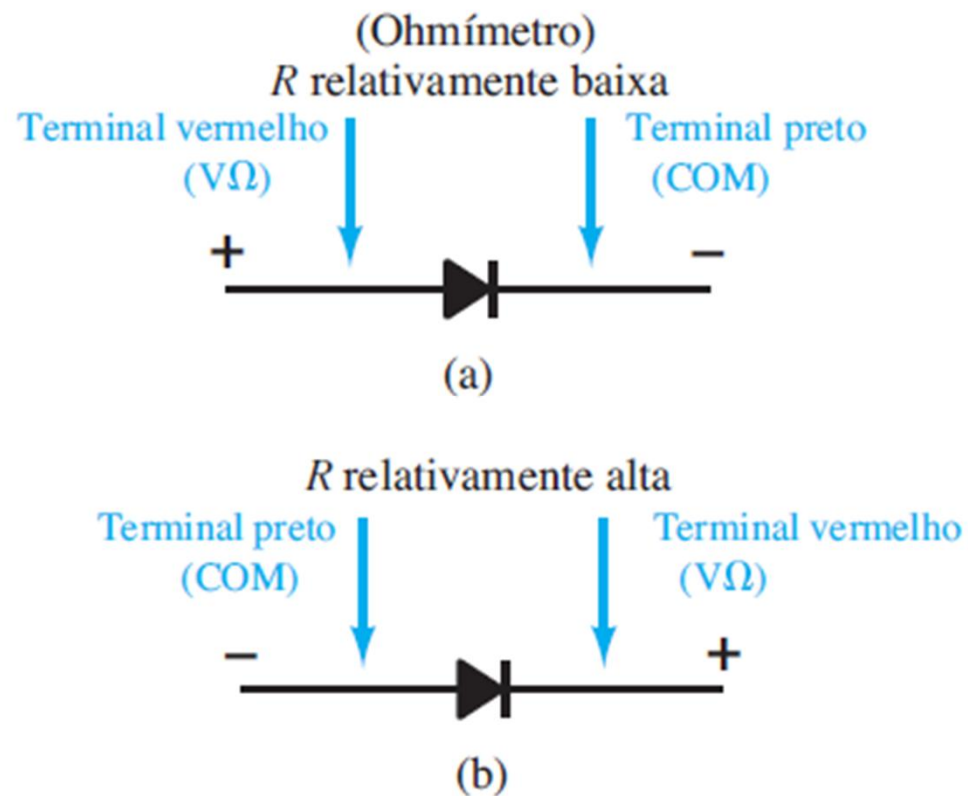 (Ohmímetro)
R relativamente baixa
Terminal vermelho
(VΩ)
Terminal preto
(COM)
+
−
(a)
R relativamente alta
Terminal preto
(COM)
Terminal vermelho
(VΩ)
−
+
(b)